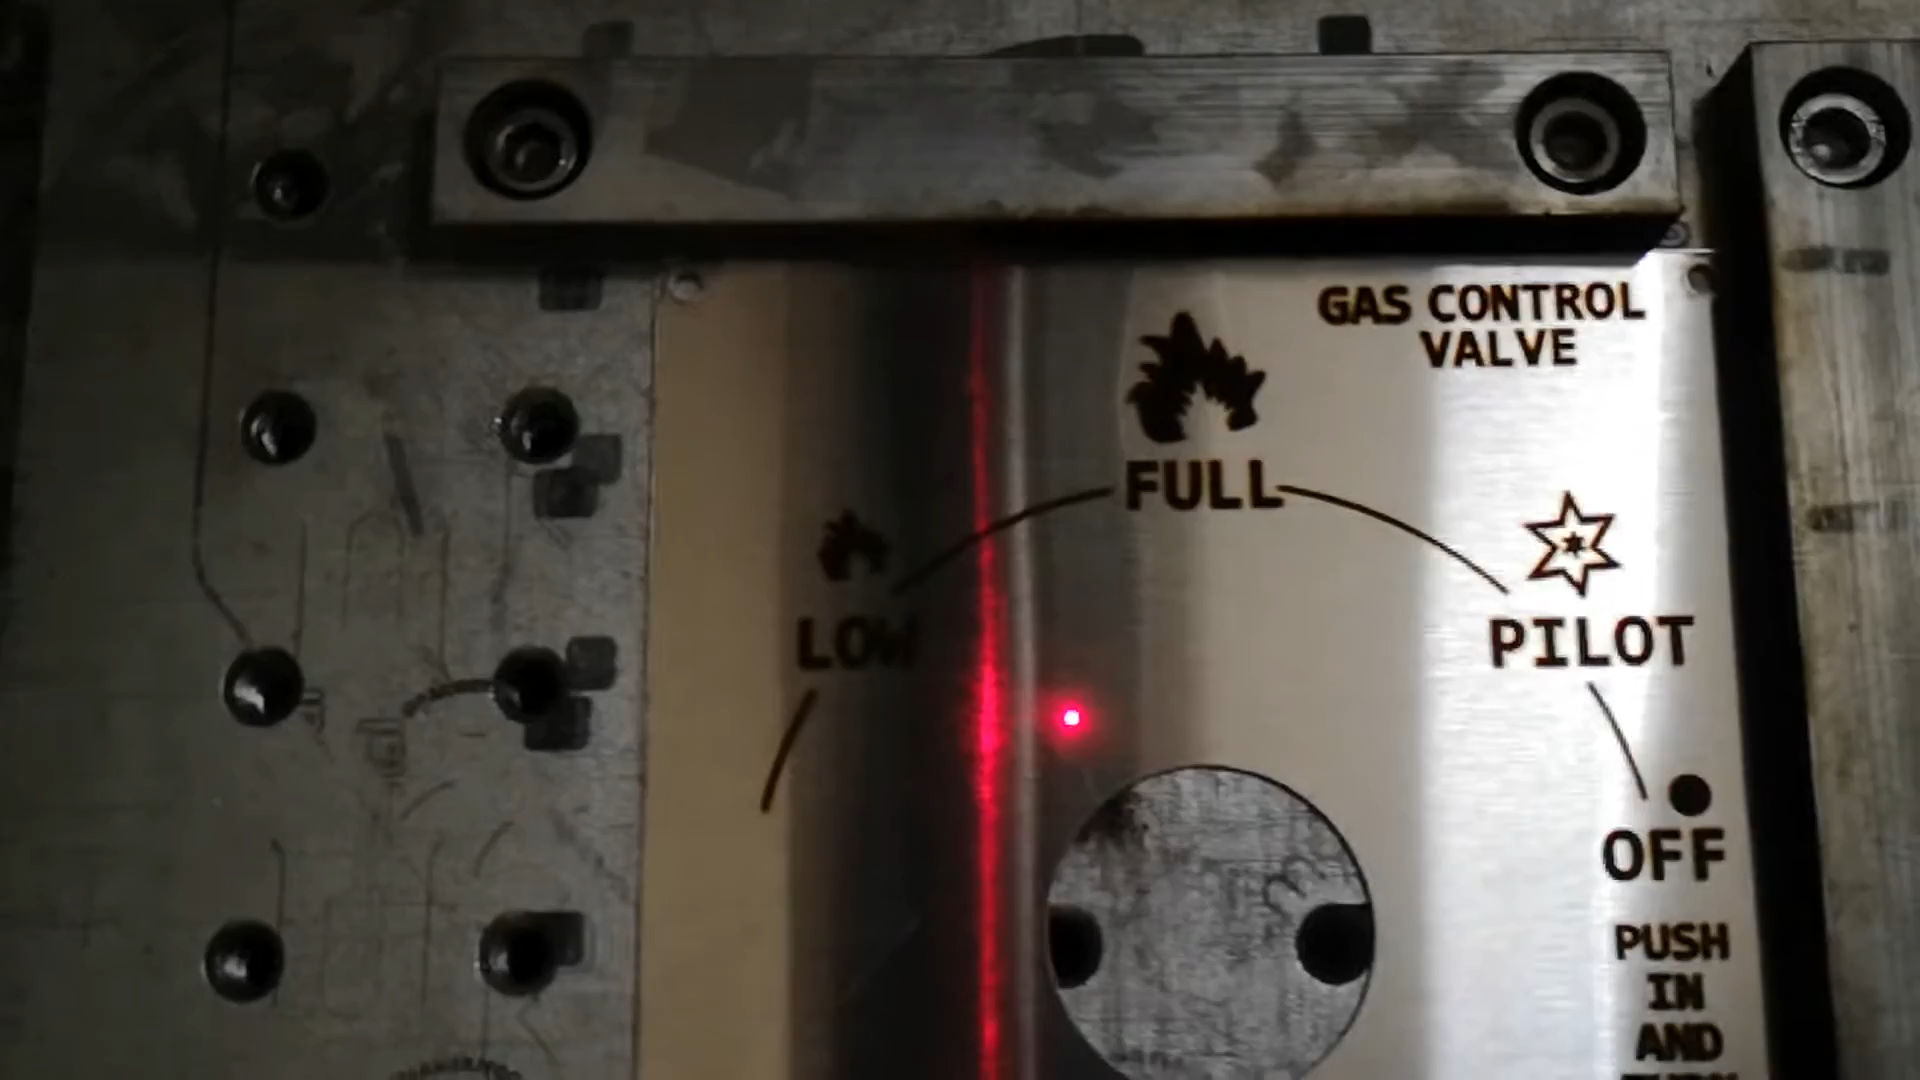 GAS CONTROL
VALVE
FULL
LOW
PILOT
OFF
PUSH
IN
AND